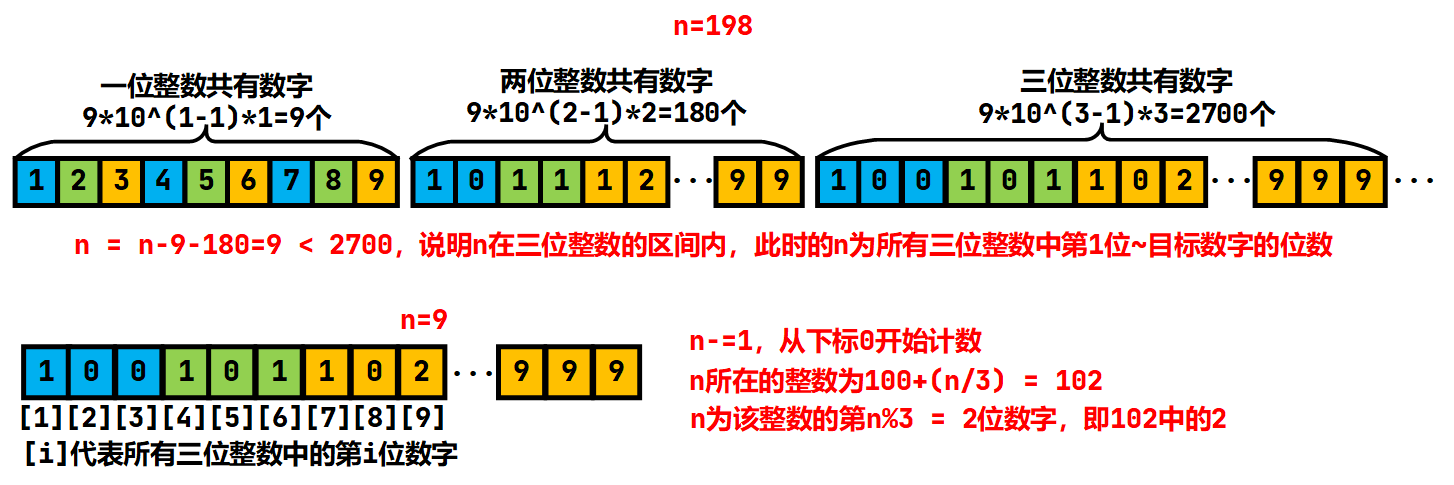 n=198
一位整数共有数字
9*10^(1-1)*1=9个
两位整数共有数字
9*10^(2-1)*2=180个
三位整数共有数字
9*10^(3-1)*3=2700个
1 2 3 4 5 6 7 8 9 1 0 1 1 1 2 ··· 9 9 1 0 0 1 0 1 1 0 2 ··· 9 9 9 ···
n = n-9-180=9 < 2700, 说明n在三位整数的区间内, 此时的n为所有三位整数中第1位~目标数字的位数
n=9
1 0 0 1 0 1 1 0 2 ··· 9 9 9
[1][2][3][4][5][6][7][8][9]
[i]代表所有三位整数中的第i位数字
n-=1, 从下标0开始计数
n所在的整数为100+(n/3) = 102
n为该整数的第n%3 = 2位数字, 即102中的2